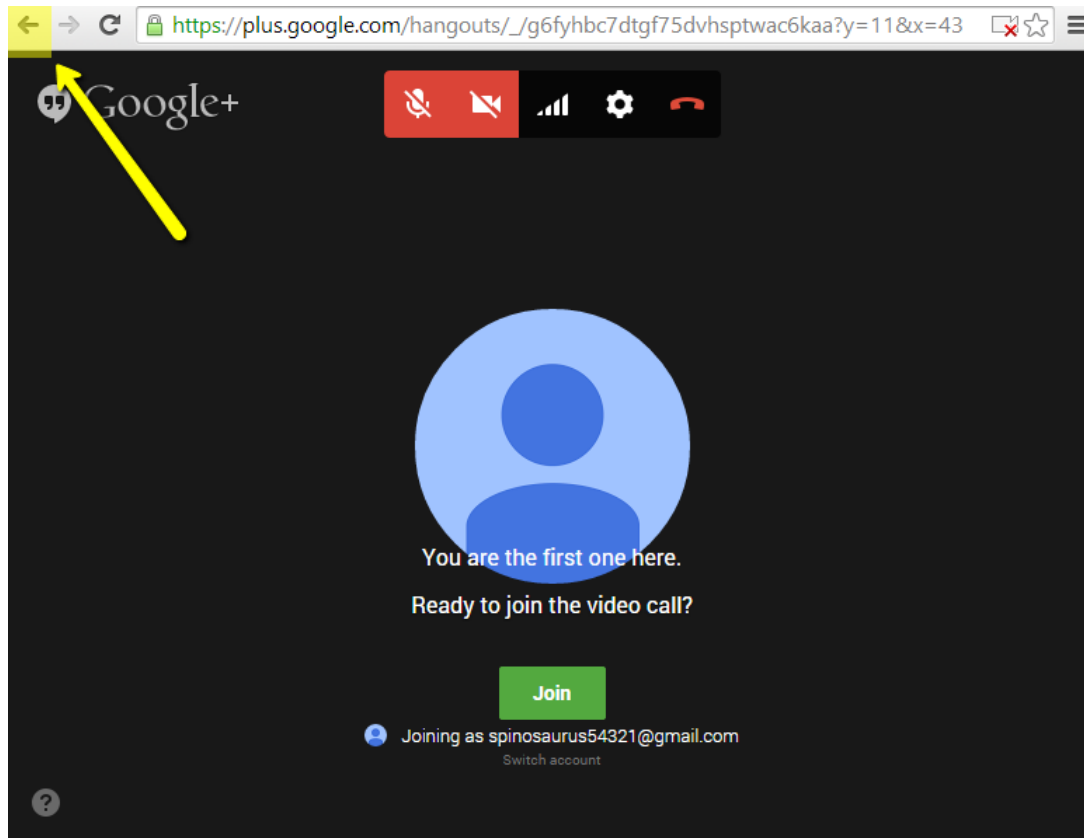 https://plus.google.com/hangouts/_/g6fyhbc7dtgf75dvhsptwac6kaa?y=11&x=43
Google+
You are the first one here.
Ready to join the video call?
Join
Joining as spinosaurus54321@gmail.com
Switch account
?